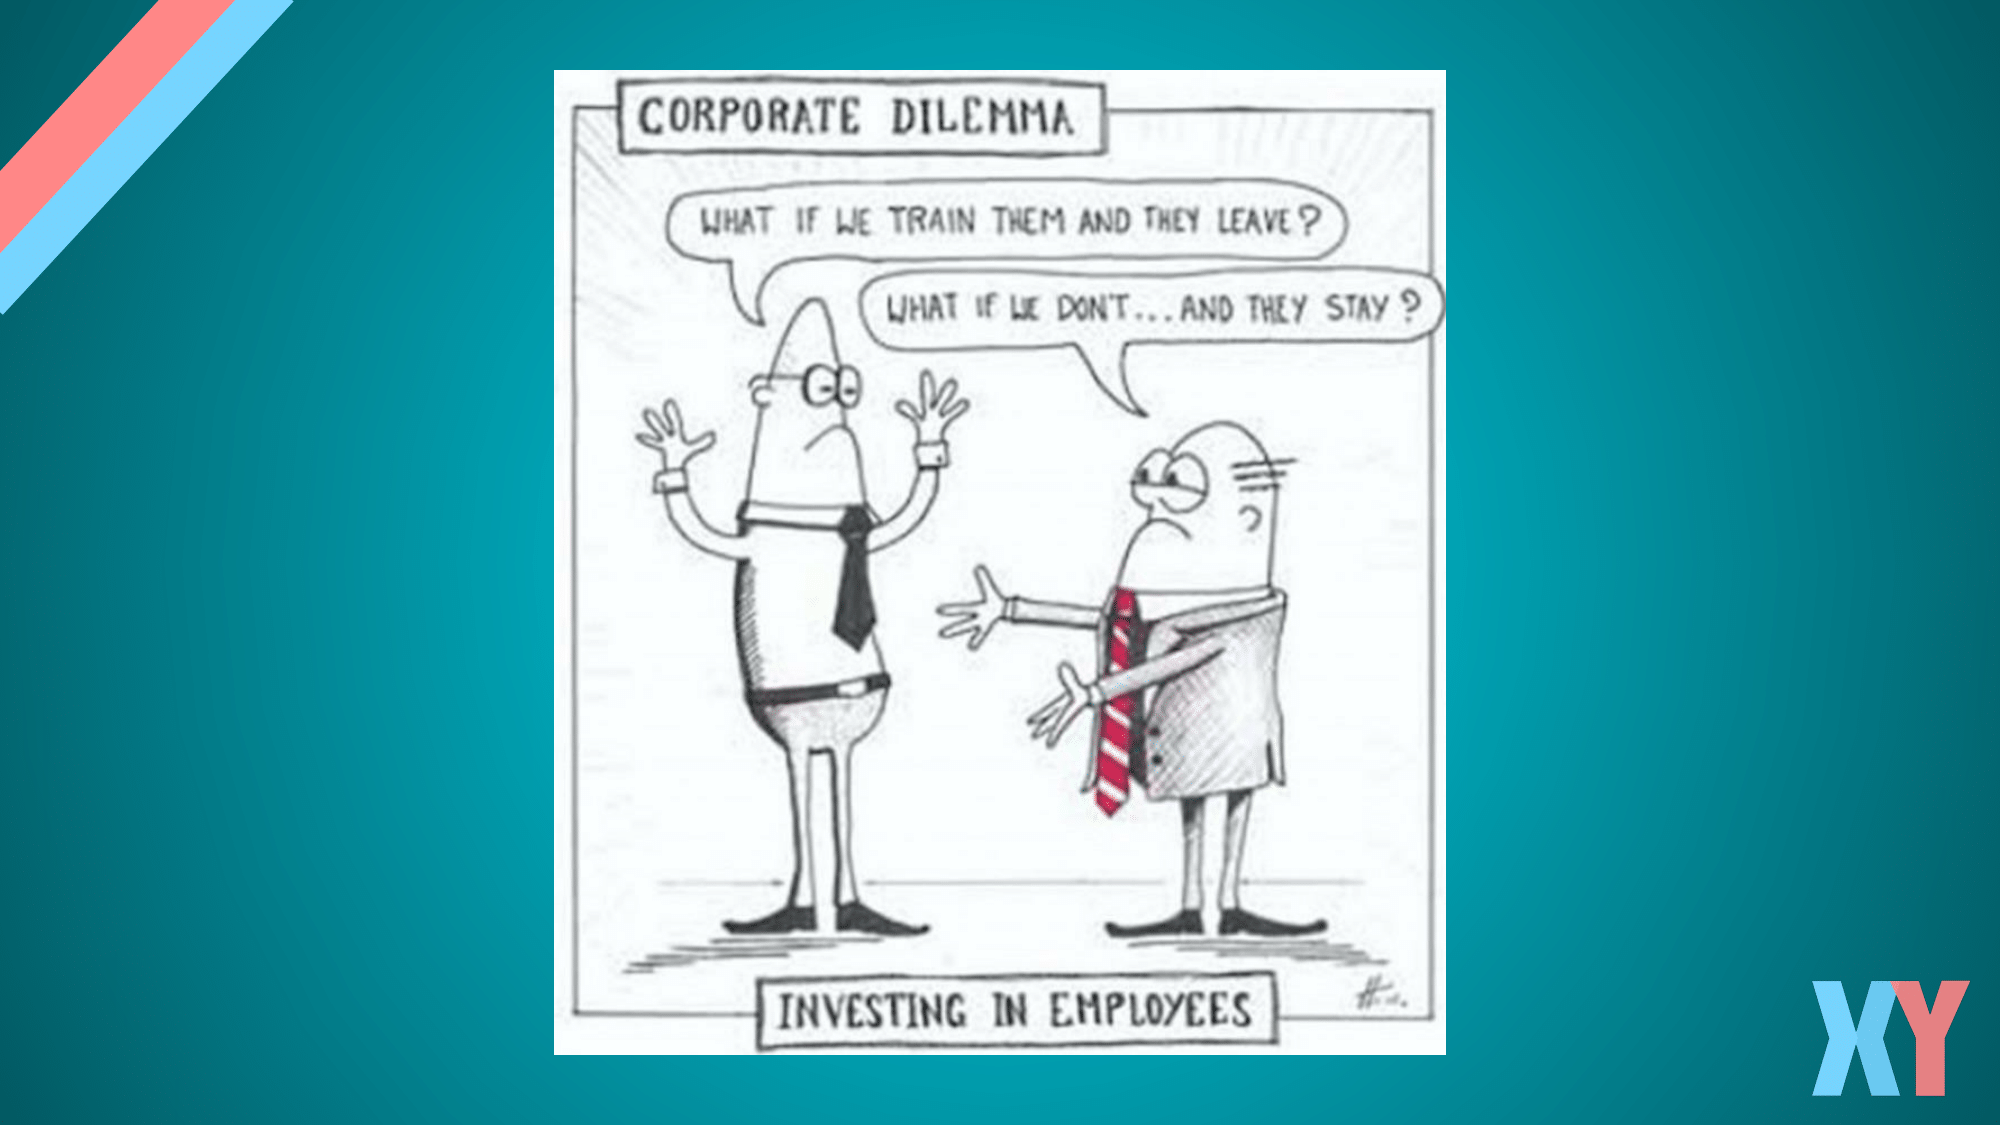 CORPORATE DILEMMA
WHAT IF WE TRAIN THEM AND THEY LEAVE?
WHAT IF WE DON'T...AND THEY STAY?
INVESTING IN EMPLOYEES
XY